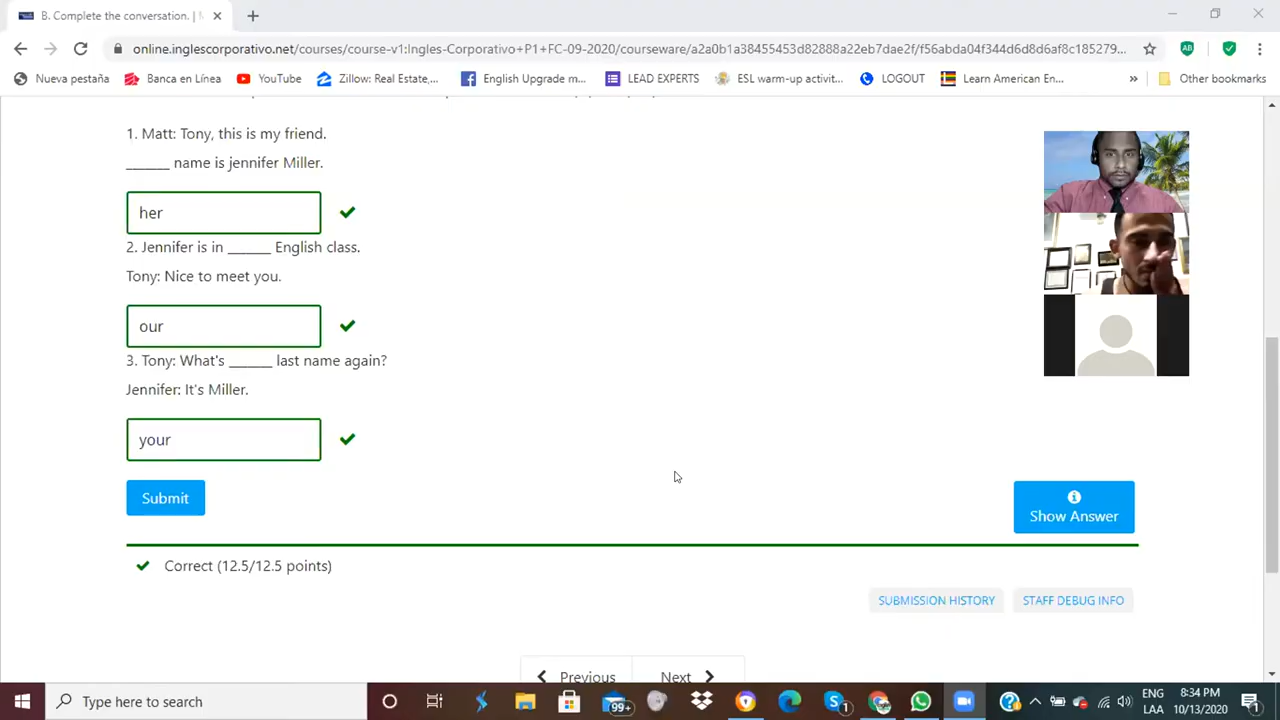 B. Complete the conversation. |
online.inglescorporativo.net/courses/course-v1:Ingles-Corporativo+P1+FC-09-2020/courseware/a2a0b1a38455453d82888a22eb7dae2f/f56abda04f344d6d8d6af8c185279...
Nueva pestaña Banca en Línea YouTube Zillow: Real Estate,... English Upgrade m... LEAD EXPERTS ESL warm-up activit... LOGOUT Learn American En... » Other bookmarks
1. Matt: Tony, this is my friend.
______ name is jennifer Miller.
her
2. Jennifer is in ______ English class.
Tony: Nice to meet you.
our
3. Tony: What's ______ last name again?
Jennifer: It's Miller.
your
Submit
Show Answer
Correct (12.5/12.5 points)
SUBMISSION HISTORY STAFF DEBUG INFO
Previous Next
Type here to search
99+
1
ENG 8:34 PM
LAA 10/13/2020
1